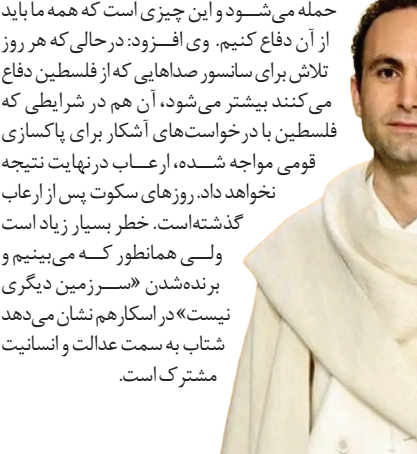 حمله می‌شود و این چیزی است که همه ما باید
از آن دفاع کنیم. وی افزود: درحالی‌که هر روز
تلاش برای سانسور صداهایی که از فلسطین دفاع
می‌کنند بیشتر می‌شود، آن هم در شرایطی که
فلسطین با درخواست‌های آشکار برای پاکسازی
قومی مواجه شده، ارعاب درنهایت نتیجه
نخواهد داد. روزهای سکوت پس از ارعاب
گذشته‌است. خطر بسیار زیاد است
ولی همانطور که می‌بینیم و
برنده‌شدن «سرزمین دیگری
نیست» در اسکار هم نشان می‌دهد
شتاب به سمت عدالت و انسانیت
مشترک است.